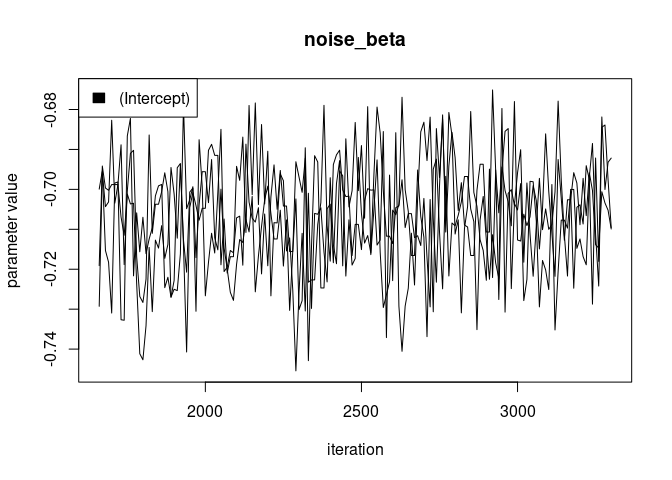 noise_beta
(Intercept)
parameter value
-0.68
-0.70
-0.72
-0.74
2000
2500
3000
iteration